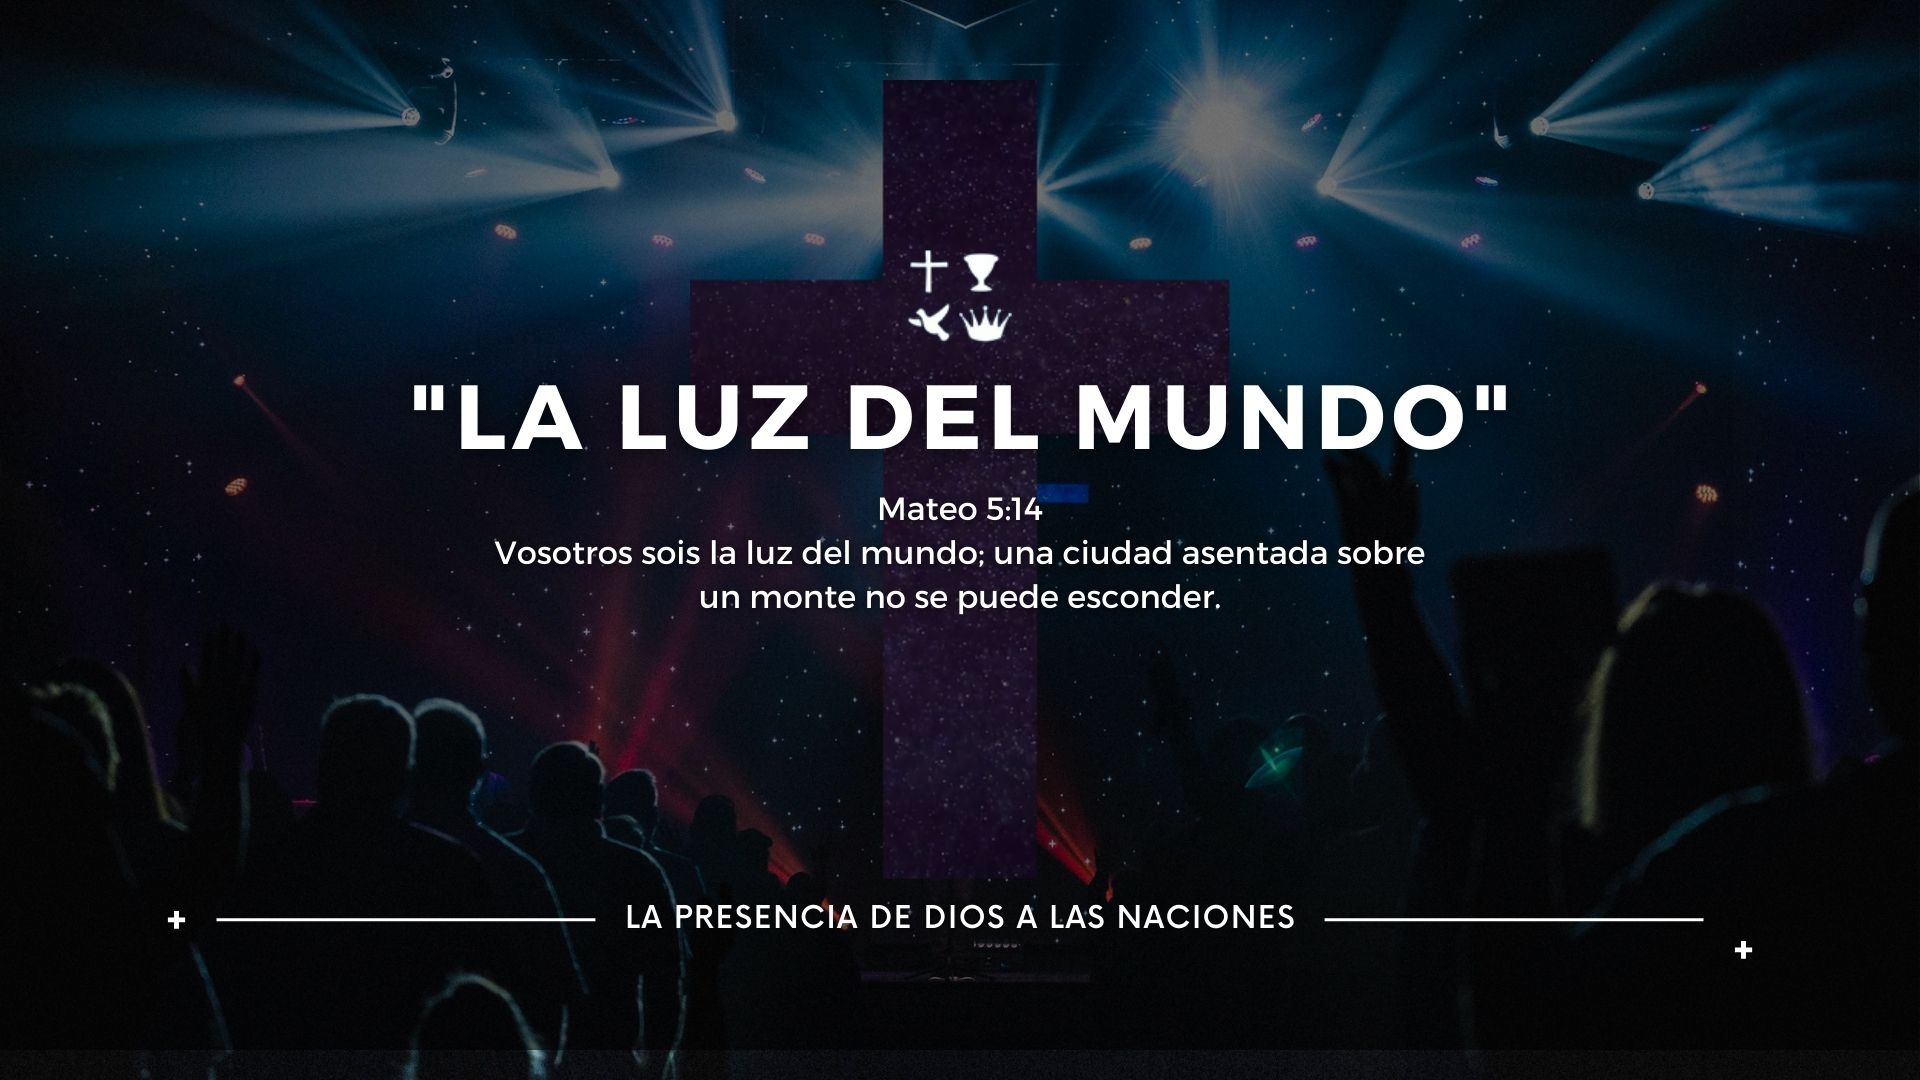 "LA LUZ DEL MUNDO"
Mateo 5:14
Vosotros sois la luz del mundo; una ciudad asentada sobre
un monte no se puede esconder.
LA PRESENCIA DE DIOS A LAS NACIONES